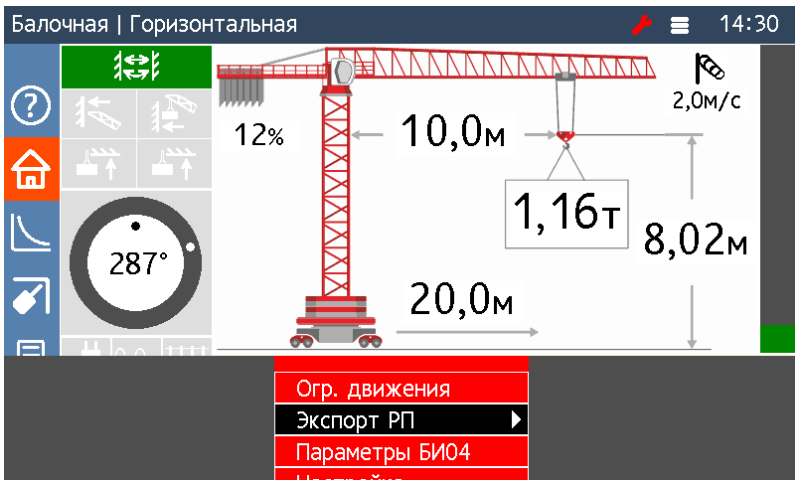 Балочная | Горизонтальная
14:30
2,0м/с
12%
10,0м
1,16т
8,02м
287°
20,0м
Огр. движения
Экспорт РП
Параметры БИ04